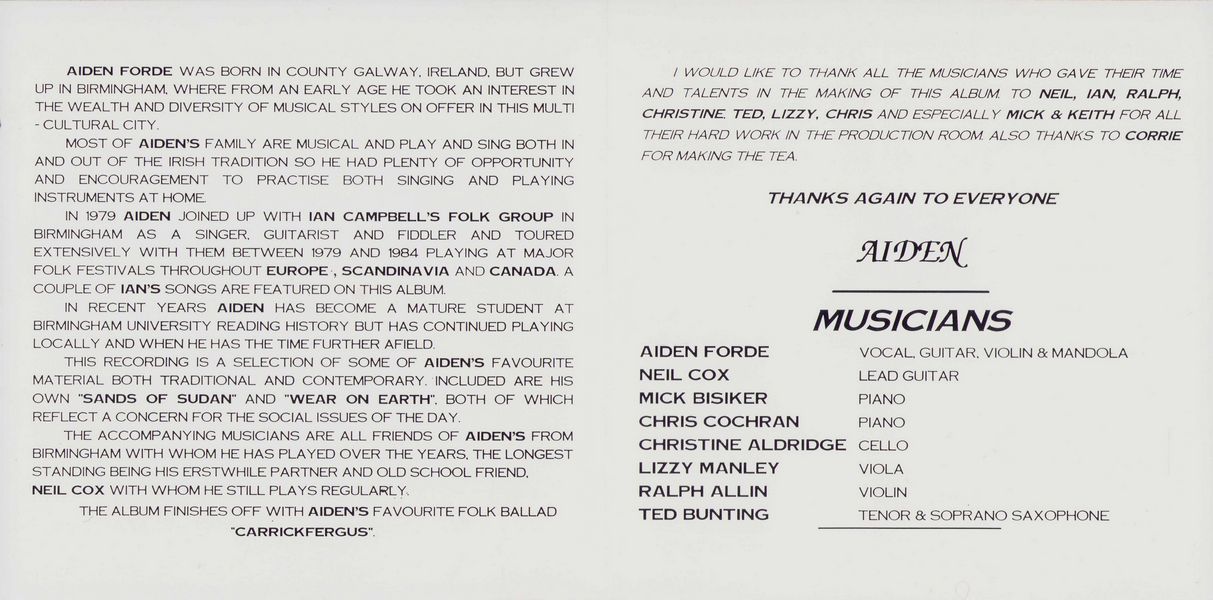 AIDEN FORDE WAS BORN IN COUNTY GALWAY, IRELAND, BUT GREW
UP IN BIRMINGHAM, WHERE FROM AN EARLY AGE HE TOOK AN INTEREST IN
THE WEALTH AND DIVERSITY OF MUSICAL STYLES ON OFFER IN THIS MULTI
- CULTURAL CITY.
MOST OF AIDEN'S FAMILY ARE MUSICAL AND PLAY AND SING BOTH IN
AND OUT OF THE IRISH TRADITION SO HE HAD PLENTY OF OPPORTUNITY
AND ENCOURAGEMENT TO PRACTISE BOTH SINGING AND PLAYING
INSTRUMENTS AT HOME.
IN 1979 AIDEN JOINED UP WITH IAN CAMPBELL'S FOLK GROUP IN
BIRMINGHAM AS A SINGER, GUITARIST AND FIDDLER AND TOURED
EXTENSIVELY WITH THEM BETWEEN 1979 AND 1984 PLAYING AT MAJOR
FOLK FESTIVALS THROUGHOUT EUROPE, SCANDINAVIA AND CANADA. A
COUPLE OF IAN'S SONGS ARE FEATURED ON THIS ALBUM.
IN RECENT YEARS AIDEN HAS BECOME A MATURE STUDENT AT
BIRMINGHAM UNIVERSITY READING HISTORY BUT HAS CONTINUED PLAYING
LOCALLY AND WHEN HE HAS THE TIME FURTHER AFIELD.
THIS RECORDING IS A SELECTION OF SOME OF AIDEN'S FAVOURITE
MATERIAL BOTH TRADITIONAL AND CONTEMPORARY. INCLUDED ARE HIS
OWN "SANDS OF SUDAN" AND "WEAR ON EARTH", BOTH OF WHICH
REFLECT A CONCERN FOR THE SOCIAL ISSUES OF THE DAY.
THE ACCOMPANYING MUSICIANS ARE ALL FRIENDS OF AIDEN'S FROM
BIRMINGHAM WITH WHOM HE HAS PLAYED OVER THE YEARS, THE LONGEST
STANDING BEING HIS ERSTWHILE PARTNER AND OLD SCHOOL FRIEND,
NEIL COX WITH WHOM HE STILL PLAYS REGULARLY.
THE ALBUM FINISHES OFF WITH AIDEN'S FAVOURITE FOLK BALLAD
"CARRICKFERGUS".
I WOULD LIKE TO THANK ALL THE MUSICIANS WHO GAVE THEIR TIME
AND TALENTS IN THE MAKING OF THIS ALBUM. TO NEIL, IAN, RALPH,
CHRISTINE, TED, LIZZY, CHRIS AND ESPECIALLY MICK & KEITH FOR ALL
THEIR HARD WORK IN THE PRODUCTION ROOM. ALSO THANKS TO CORRIE
FOR MAKING THE TEA.
THANKS AGAIN TO EVERYONE
AIDEN
MUSICIANS
AIDEN FORDE VOCAL, GUITAR, VIOLIN & MANDOLA
NEIL COX LEAD GUITAR
MICK BISIKER PIANO
CHRIS COCHRAN PIANO
CHRISTINE ALDRIDGE CELLO
LIZZY MANLEY VIOLA
RALPH ALLIN VIOLIN
TED BUNTING TENOR & SOPRANO SAXOPHONE